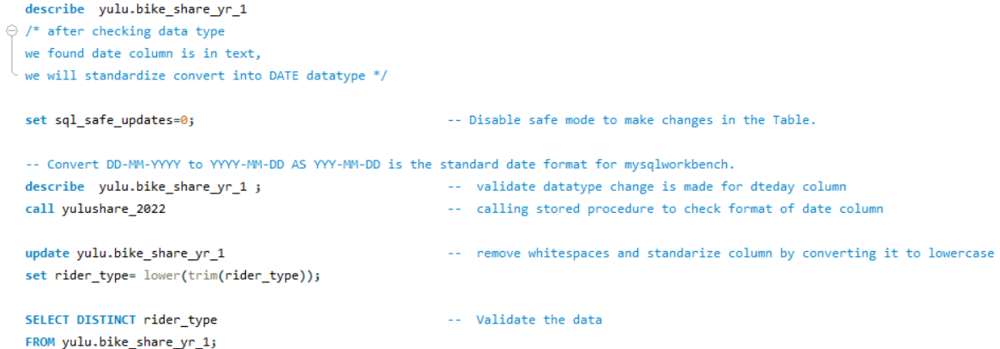 describe yulu.bike_share_yr_1
/* after checking data type
we found date column is in text,
we will standardize convert into DATE datatype */
set sql_safe_updates=0; -- Disable safe mode to make changes in the Table.
-- Convert DD-MM-YYYY to YYYY-MM-DD AS YYY-MM-DD is the standard date format for mysqlworkbench.
describe yulu.bike_share_yr_1 ; -- validate datatype change is made for dteday column
call yulushare_2022 -- calling stored procedure to check format of date column
update yulu.bike_share_yr_1 -- remove whitespaces and standarize column by converting it to lowercase
set rider_type= lower(trim(rider_type));
SELECT DISTINCT rider_type -- Validate the data
FROM yulu.bike_share_yr_1;